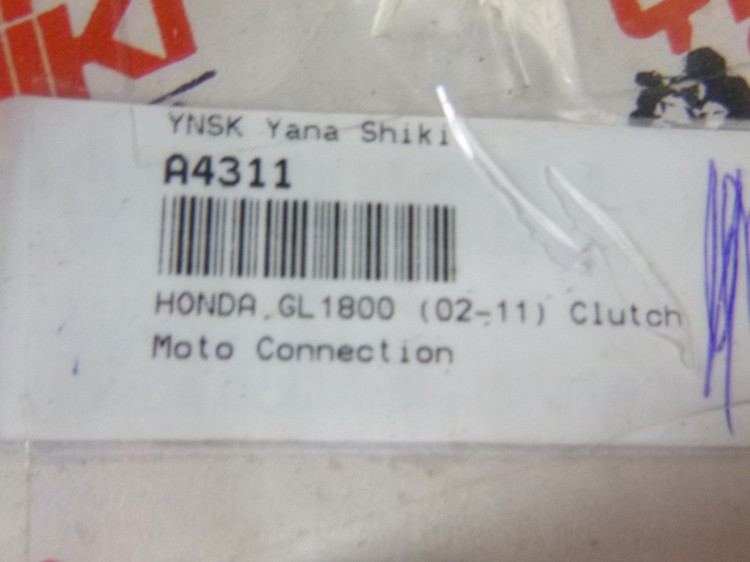 YNSK Yana Shiki
A4311
HONDA GL1800 (02-11) Clutch
Moto Connection